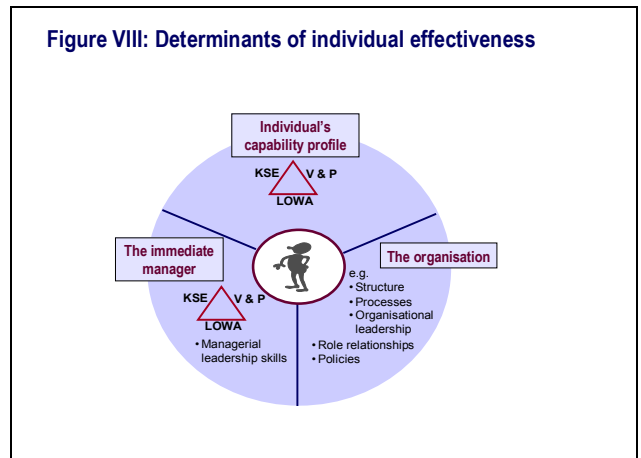 Figure VIII: Determinants of individual effectiveness
Individual's
capability profile
KSE V & P
LOWA
The immediate
manager
KSE V & P
LOWA
• Managerial
leadership skills
The organisation
e.g.
• Structure
• Processes
• Organisational
leadership
• Role relationships
• Policies